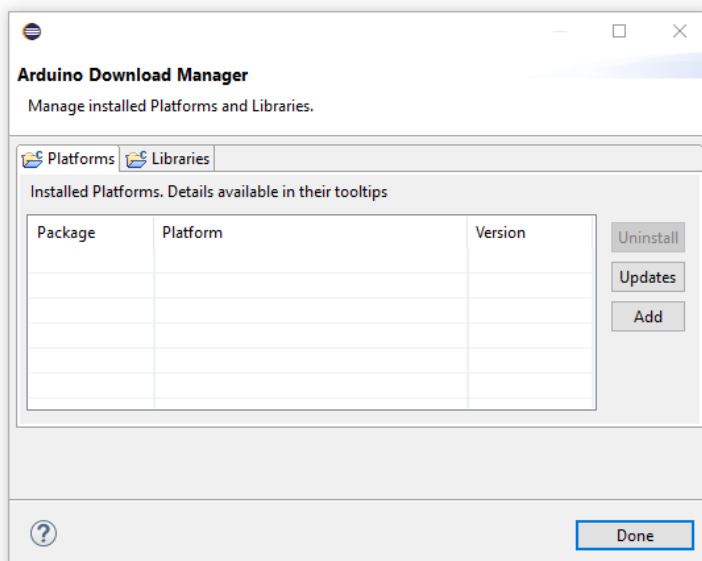 Arduino Download Manager
Manage installed Platforms and Libraries.
Platforms Libraries
Installed Platforms. Details available in their tooltips
Package Platform Version
Uninstall
Updates
Add
?
Done